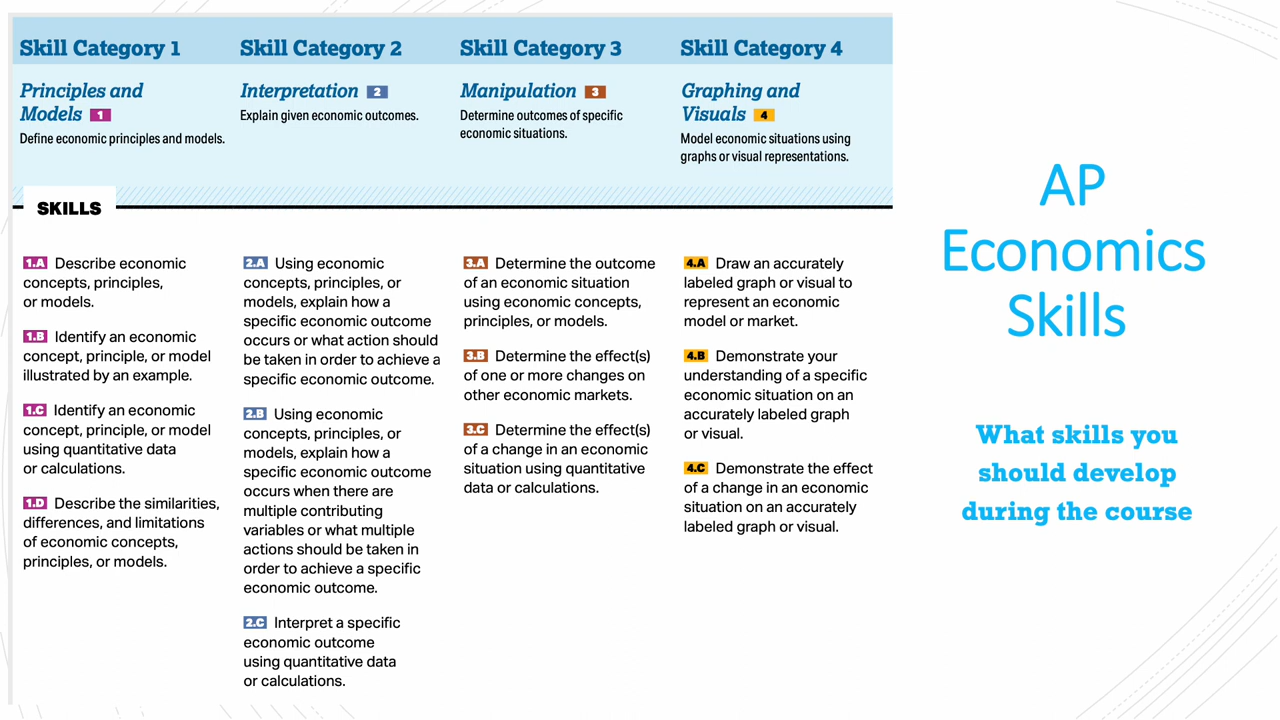 Skill Category 1
Principles and
Models 1
Define economic principles and models.
Skill Category 2
Interpretation 2
Explain given economic outcomes.
Skill Category 3
Manipulation 3
Determine outcomes of specific
economic situations.
Skill Category 4
Graphing and
Visuals 4
Model economic situations using
graphs or visual representations.
SKILLS
1.A Describe economic
concepts, principles,
or models.
1.B Identify an economic
concept, principle, or model
illustrated by an example.
1.C Identify an economic
concept, principle, or model
using quantitative data
or calculations.
1.D Describe the similarities,
differences, and limitations
of economic concepts,
principles, or models.
2.A Using economic
concepts, principles, or
models, explain how a
specific economic outcome
occurs or what action should
be taken in order to achieve a
specific economic outcome.
2.B Using economic
concepts, principles, or
models, explain how a
specific economic outcome
occurs when there are
multiple contributing
variables or what multiple
actions should be taken in
order to achieve a specific
economic outcome.
2.C Interpret a specific
economic outcome
using quantitative data
or calculations.
3.A Determine the outcome
of an economic situation
using economic concepts,
principles, or models.
3.B Determine the effect(s)
of one or more changes on
other economic markets.
3.C Determine the effect(s)
of a change in an economic
situation using quantitative
data or calculations.
4.A Draw an accurately
labeled graph or visual to
represent an economic
model or market.
4.B Demonstrate your
understanding of a specific
economic situation on an
accurately labeled graph
or visual.
4.C Demonstrate the effect
of a change in an economic
situation on an accurately
labeled graph or visual.
AP
Economics
Skills
What skills you
should develop
during the course